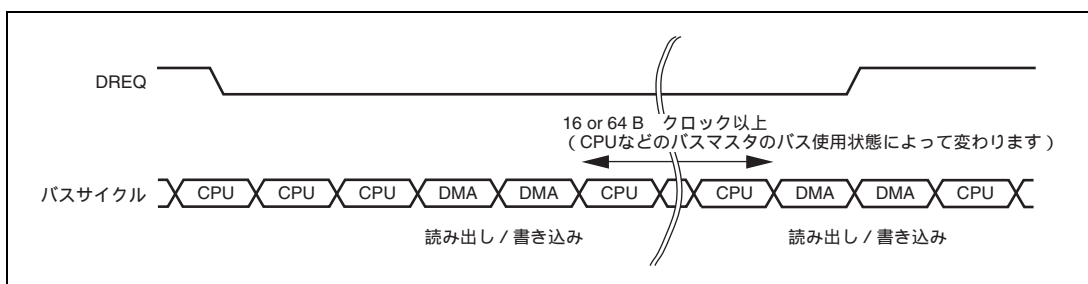 DREQ
16 or 64 B クロック以上
(CPUなどのバスマスタのバス使用状態によって変わります)
バスサイクル CPU CPU CPU DMA DMA CPU CPU DMA DMA CPU
読み出し / 書き込み 読み出し / 書き込み